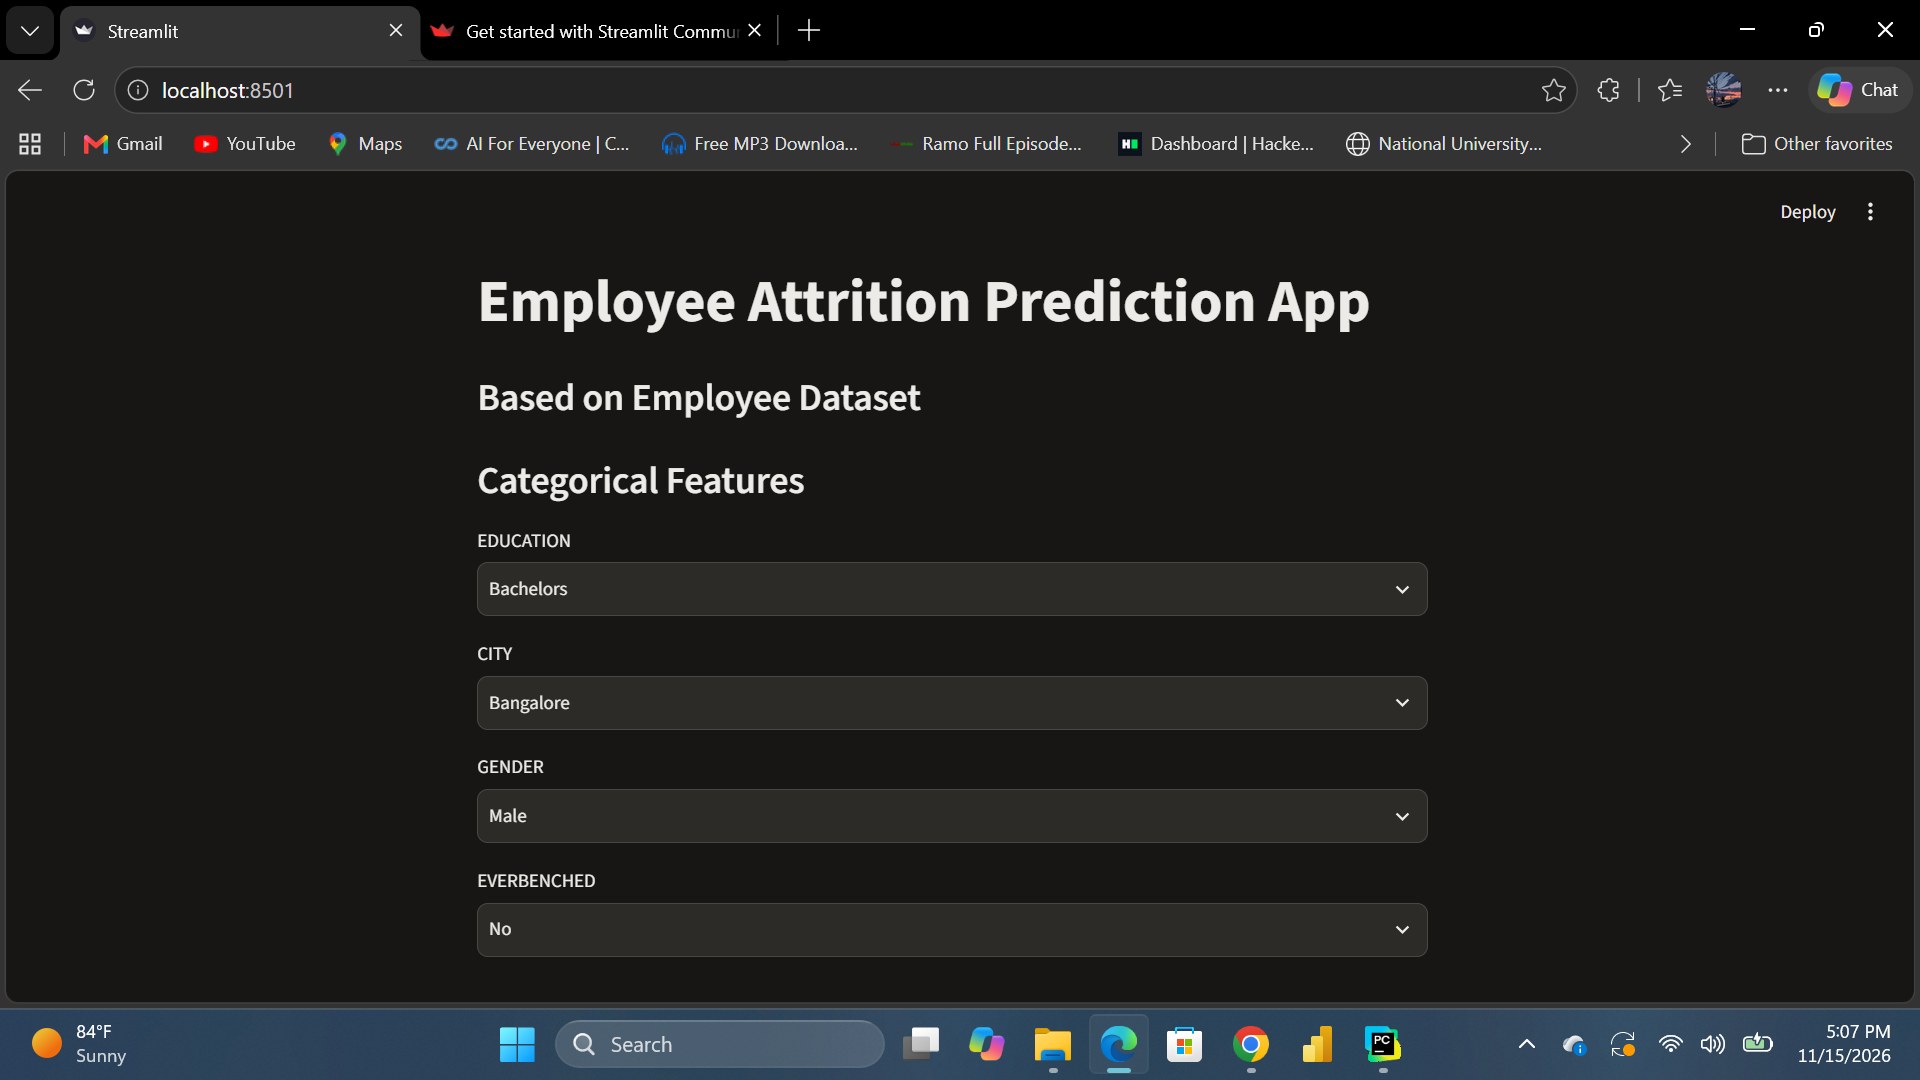 Streamlit
Get started with Streamlit Commu
localhost:8501
Chat
Gmail
YouTube
Maps
AI For Everyone | C...
Free MP3 Downloa...
Ramo Full Episode...
Dashboard | Hacke...
National University...
Other favorites
Deploy
Employee Attrition Prediction App
Based on Employee Dataset
Categorical Features
EDUCATION
Bachelors
CITY
Bangalore
GENDER
Male
EVERBENCHED
No
84°F
Sunny
Search
PC
5:07 PM
11/15/2026